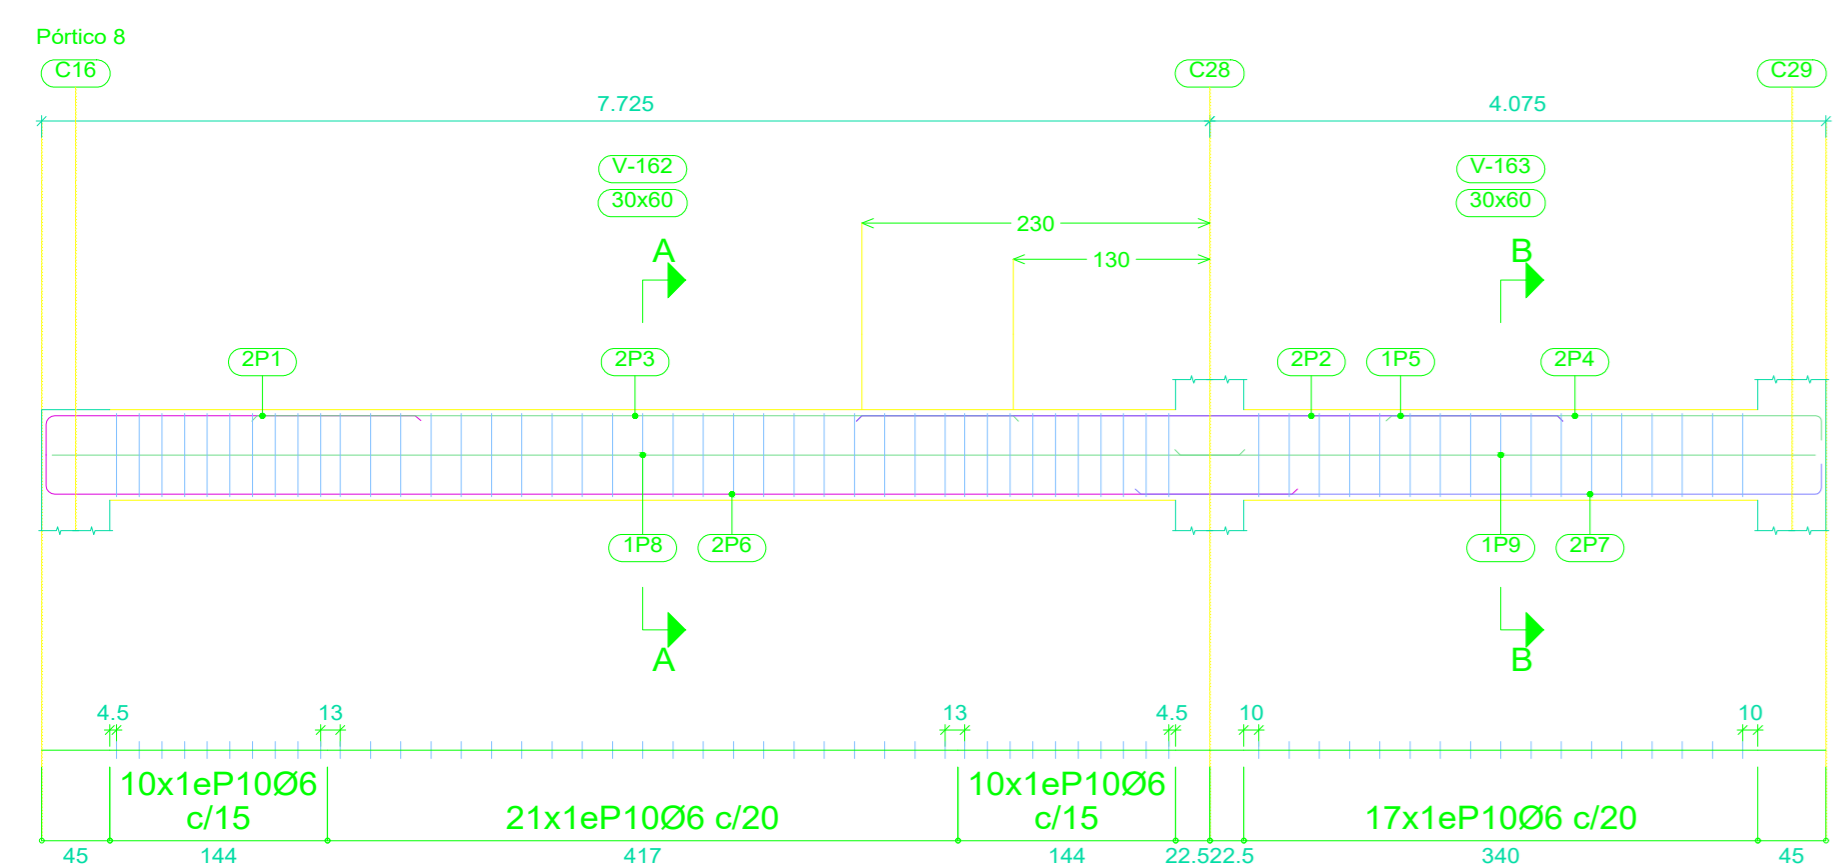 Pórtico 8
C16
C28
C29
7.725
4.075
V-162
V-163
30x60
30x60
230
A
B
130
2P1
2P3
2P2
1P5
2P4
1P8
2P6
1P9
2P7
A
B
4.5
13
13
4.5
10
10
10x1eP10Ø6
c/15
21x1eP10Ø6 c/20
10x1eP10Ø6
c/15
17x1eP10Ø6 c/20
45
144
417
144
22.5
22.5
340
45